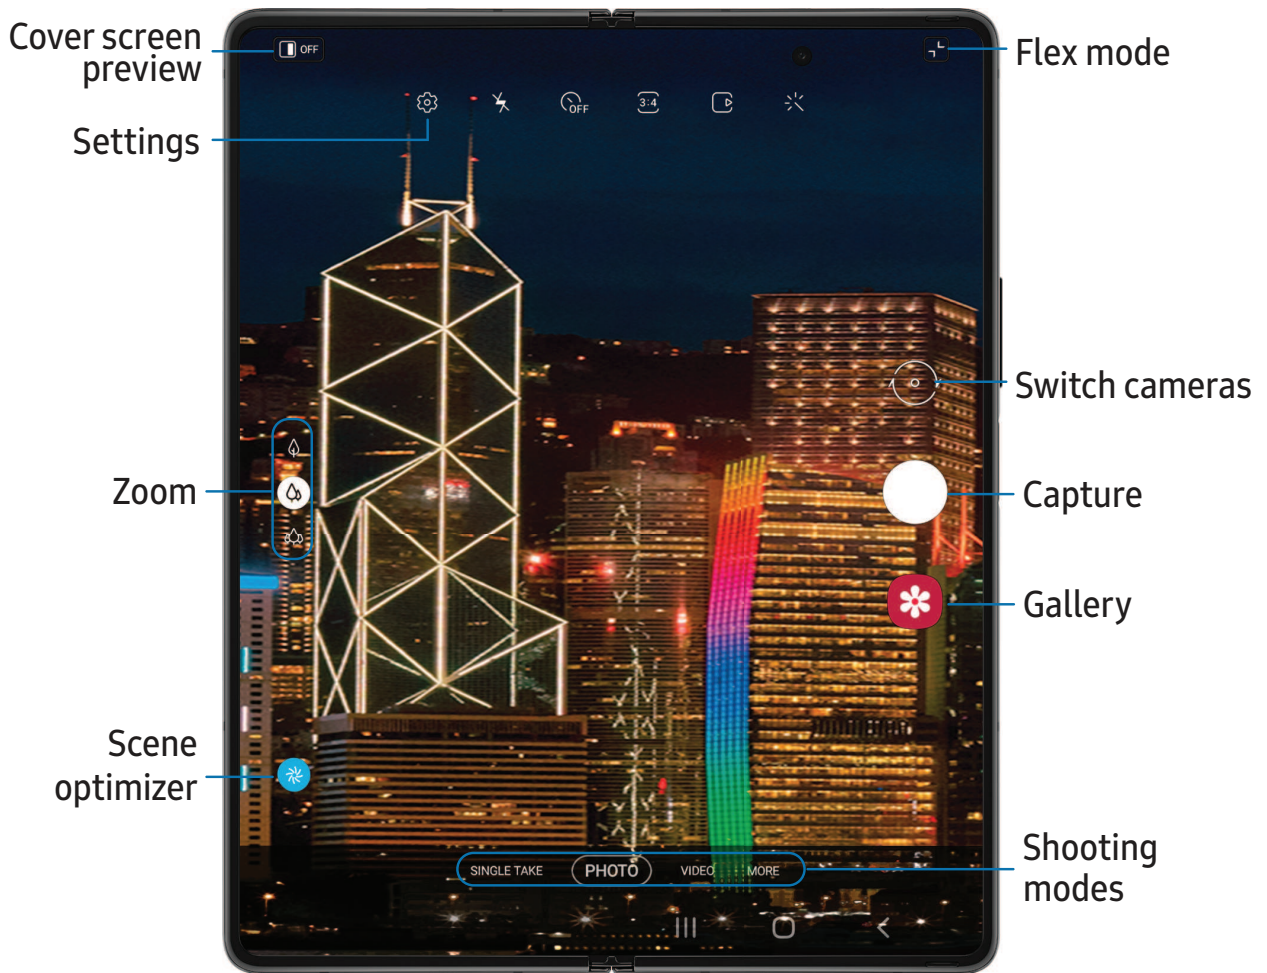 Cover screen
preview
OFF
Flex mode
Settings
OFF
3:4
Switch cameras
Zoom
Capture
Gallery
Scene
optimizer
Shooting
modes
SINGLE TAKE
PHOTO
VIDEO
MORE